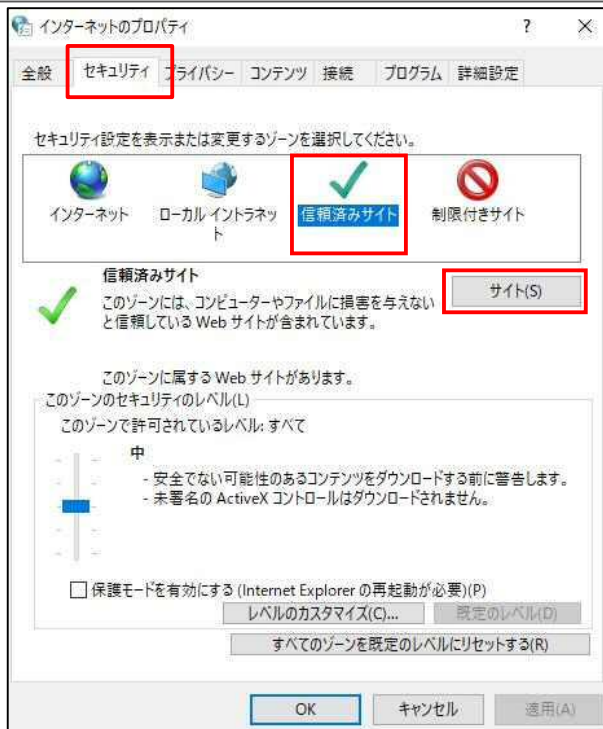 インターネットのプロパティ
? ×
全般 セキュリティ プライバシー コンテンツ 接続 プログラム 詳細設定
セキュリティ設定を表示または変更するゾーンを選択してください。
インターネット ローカル イントラネッ 信頼済みサイト 制限付きサイト
ト
信頼済みサイト
サイト(S)
このゾーンには、コンピューターやファイルに損害を与えない
と信頼している Web サイトが含まれています。
このゾーンに属する Web サイトがあります。
このゾーンのセキュリティのレベル(L)
このゾーンで許可されているレベル: すべて
中
- 安全でない可能性のあるコンテンツをダウンロードする前に警告します。
- 未署名の ActiveX コントロールはダウンロードされません。
保護モードを有効にする (Internet Explorer の再起動が必要)(P)
レベルのカスタマイズ(C)... 既定のレベル(D)
すべてのゾーンを既定のレベルにリセットする(R)
OK キャンセル 適用(A)